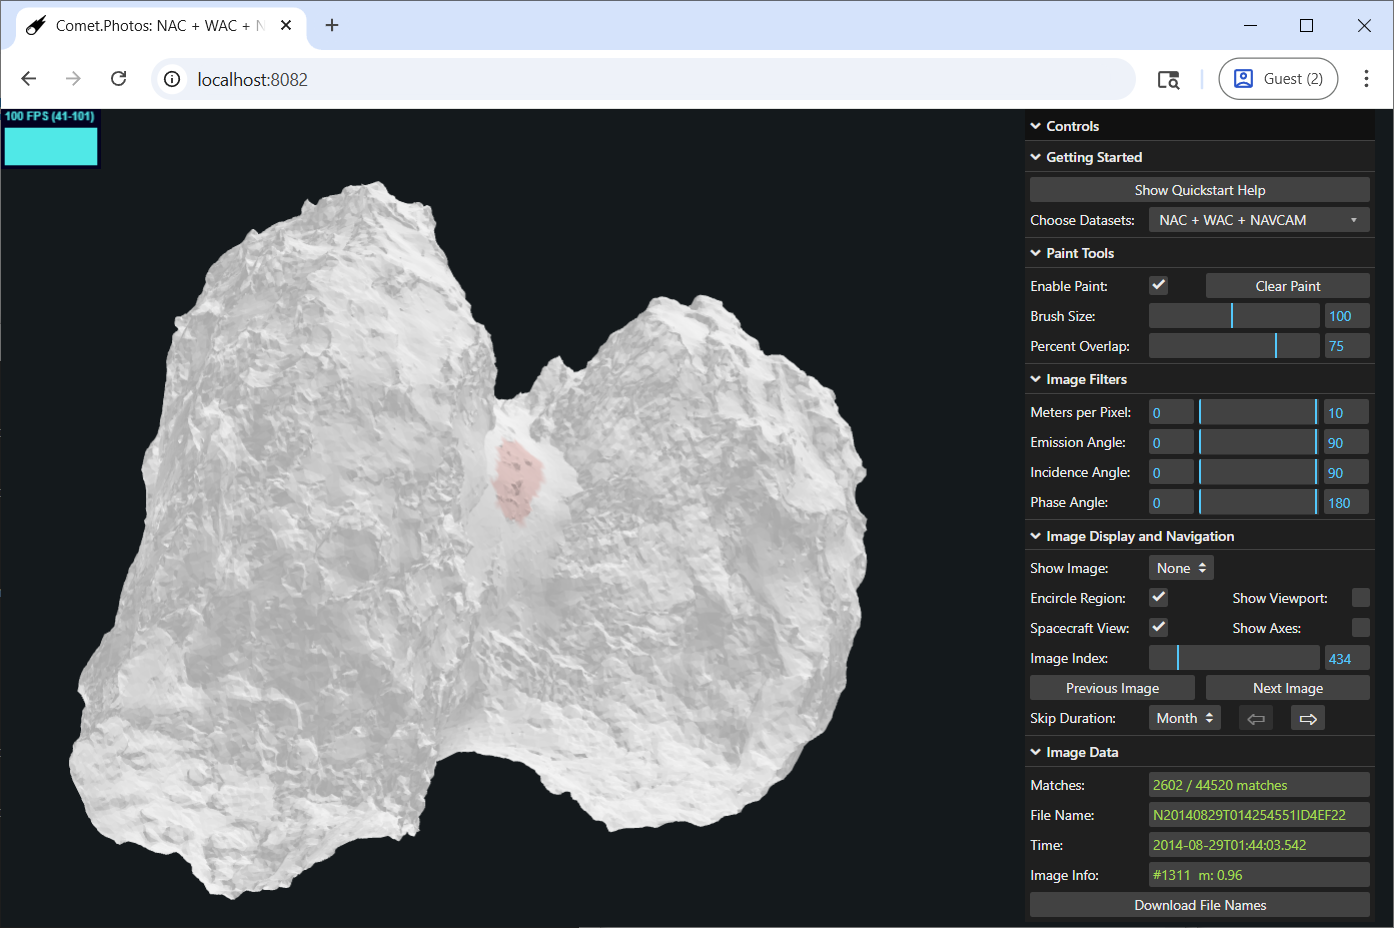 Comet.Photos: NAC + WAC + N
localhost:8082
Guest (2)
100 FPS (41-101)
Controls
Getting Started
Show Quickstart Help
Choose Datasets: NAC + WAC + NAVCAM
Paint Tools
Enable Paint: Clear Paint
Brush Size: 100
Percent Overlap: 75
Image Filters
Meters per Pixel: 0 10
Emission Angle: 0 90
Incidence Angle: 0 90
Phase Angle: 0 180
Image Display and Navigation
Show Image: None
Encircle Region: Show Viewport:
Spacecraft View: Show Axes:
Image Index: 434
Previous Image Next Image
Skip Duration: Month
Image Data
Matches: 2602 / 44520 matches
File Name: N20140829T014254551ID4EF22
Time: 2014-08-29T01:44:03.542
Image Info: #1311 m: 0.96
Download File Names